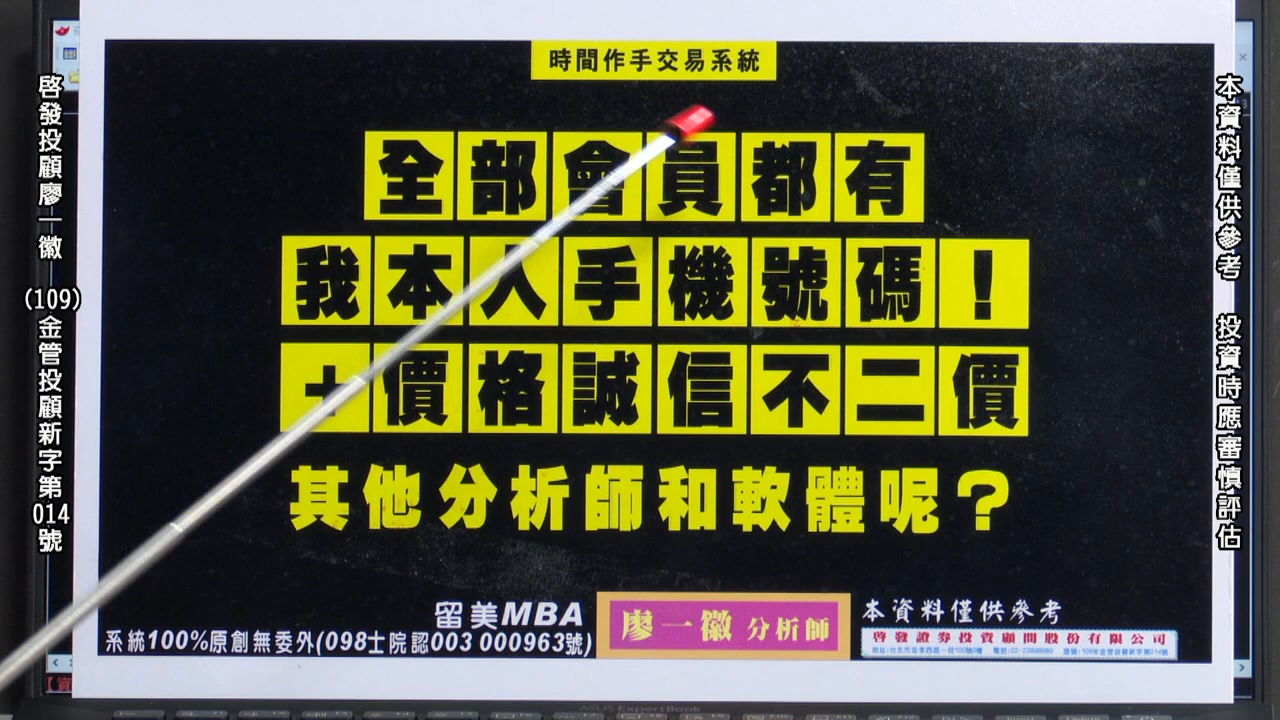 時間作手交易系統
全部會員都有
我本人手機號碼!
+價格誠信不二價
其他分析師和軟體呢?
留美MBA
系統100%原創無委外(098士院認003 000963號)
廖一徽 分析師
本資料僅供參考
啓發證券投資顧問股份有限公司
啓發投顧廖一徽 (109)金管投顧新字第014號
本資料僅供參考 投資時應審慎評估
ASUS ExpertBook